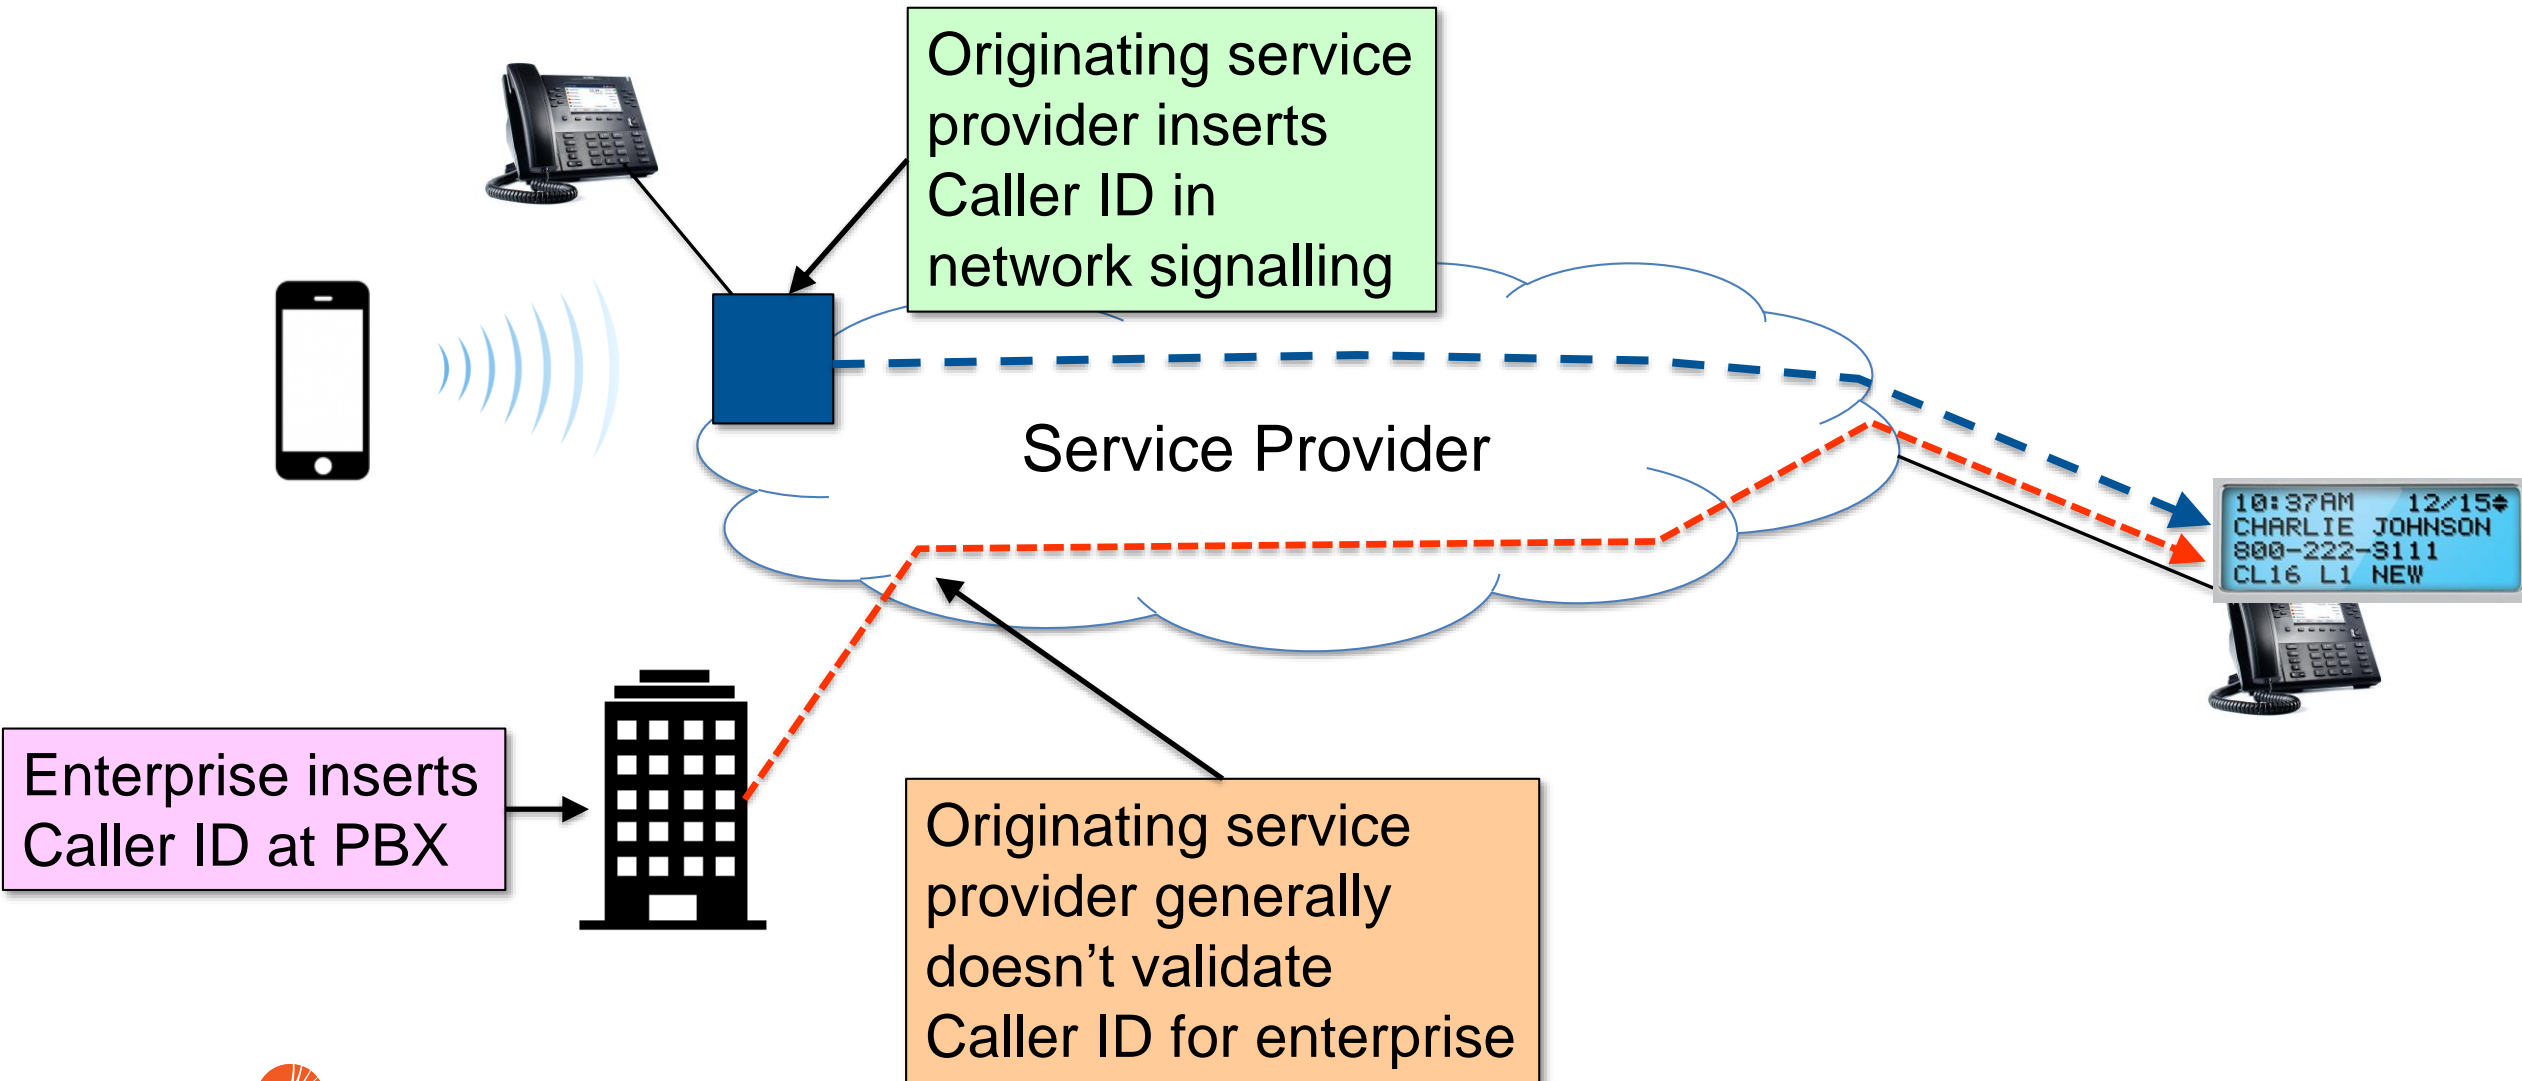 Originating service
provider inserts
Caller ID in
network signalling
Service Provider
10:37AM 12/15
CHARLIE JOHNSON
800-222-3111
CL16 L1 NEW
Enterprise inserts
Caller ID at PBX
Originating service
provider generally
doesn’t validate
Caller ID for enterprise